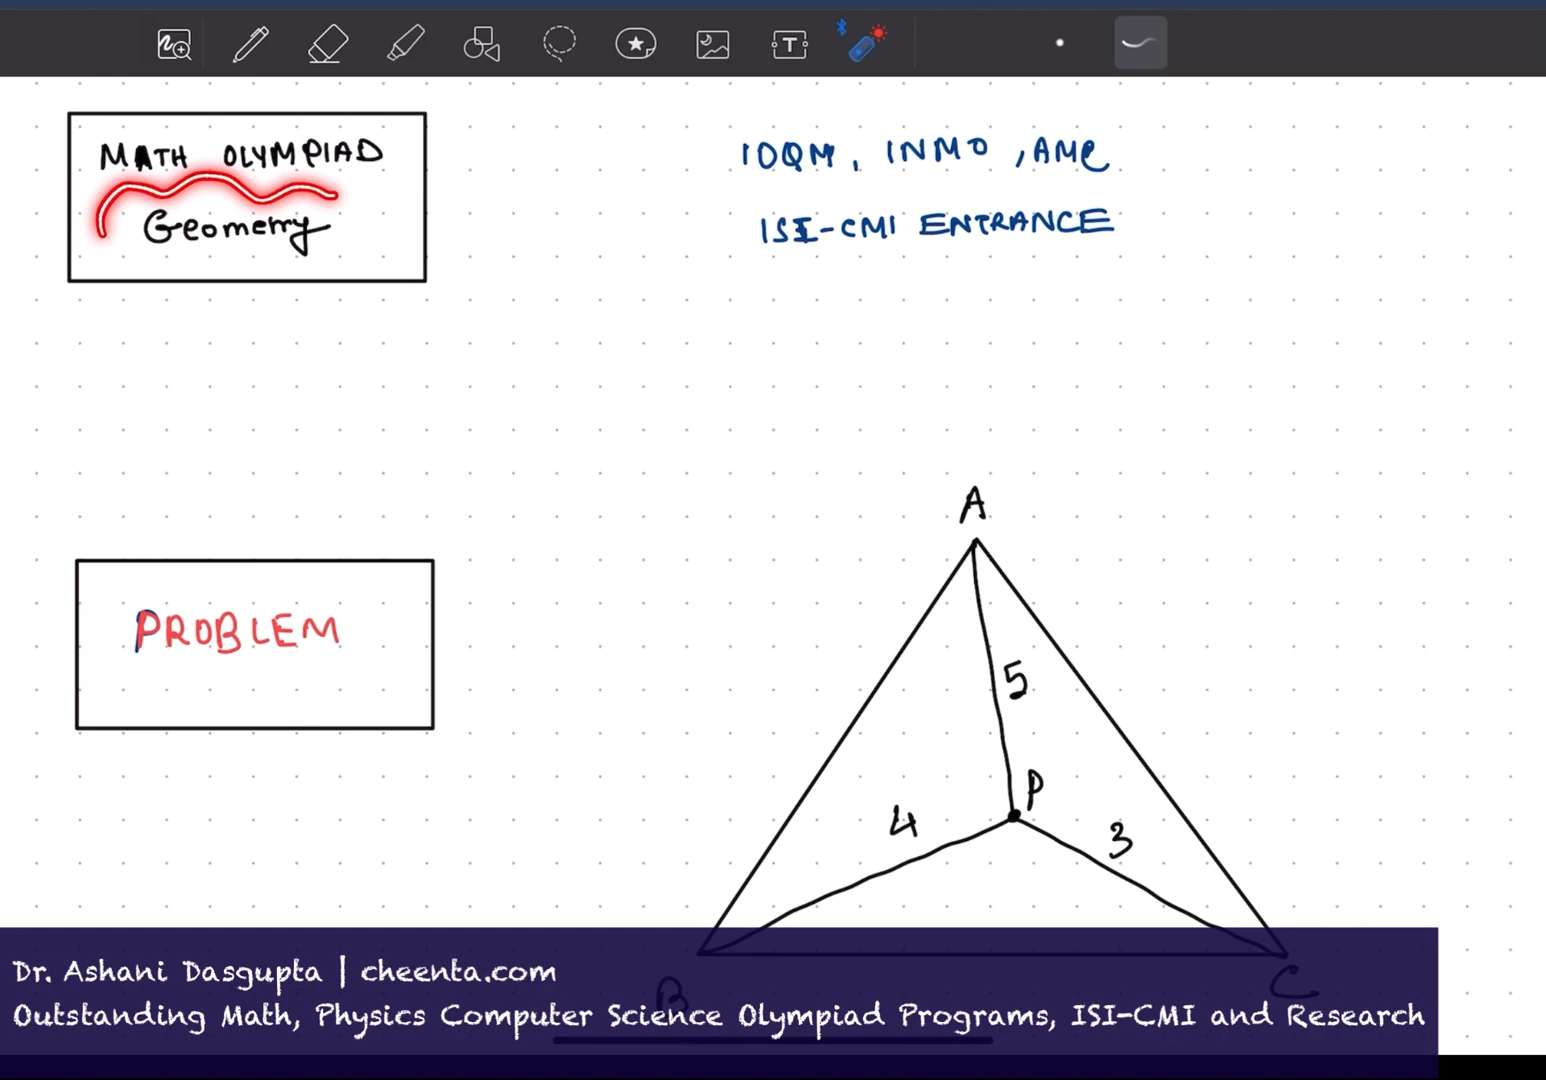 MATH OLYMPIAD
Geometry
IOQM, INMO, AMC
ISI-CMI ENTRANCE
A
PROBLEM
5
P
4
3
B
C
Dr. Ashani Dasgupta | cheenta.com
Outstanding Math, Physics Computer Science Olympiad Programs, ISI-CMI and Research